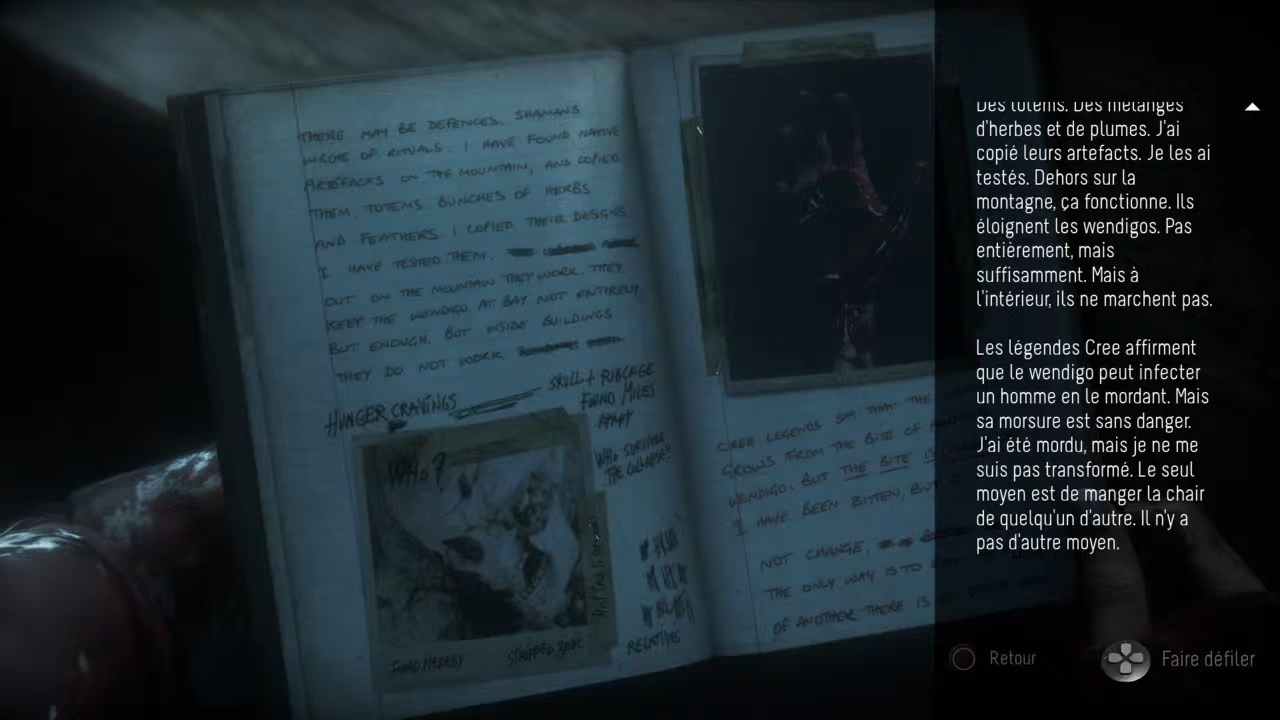 THERE MAY BE DEFENCES. SHAMANS
WROTE OF RITUALS. I HAVE FOUND NATIVE
ARTEFACTS ON THE MOUNTAIN, AND COPIED
THEM. TOTEMS BUNCHES OF HERBS
AND FEATHERS. I COPIED THEIR DESIGNS.
I HAVE TESTED THEM.
OUT ON THE MOUNTAIN THEY WORK. THEY
KEEP THE WENDIGO AT BAY. NOT ENTIRELY
BUT ENOUGH. BUT INSIDE BUILDINGS
THEY DO NOT WORK
HUNGER CRAVINGS
SKULL + RIBCAGE
FOUND MILES
APART
WHO?
WHO SURVIVED
THE COLLAPSE?
RELATIVES
FOUND NEARBY
STRIPPED BARE
CREE LEGENDS SAY THAT THE
GROWS FROM THE BITE OF
WENDIGO. BUT THE BITE IS
I HAVE BEEN BITTEN, BUT
NOT CHANGE,
THE ONLY WAY IS TO
OF ANOTHER. THERE IS
Des totems. Des mélanges
d'herbes et de plumes. J'ai
copié leurs artefacts. Je les ai
testés. Dehors sur la
montagne, ça fonctionne. Ils
éloignent les wendigos. Pas
entièrement, mais
suffisamment. Mais à
l'intérieur, ils ne marchent pas.
Les légendes Cree affirment
que le wendigo peut infecter
un homme en le mordant. Mais
sa morsure est sans danger.
J'ai été mordu, mais je ne me
suis pas transformé. Le seul
moyen est de manger la chair
de quelqu'un d'autre. Il n'y a
pas d'autre moyen.
Retour
Faire défiler